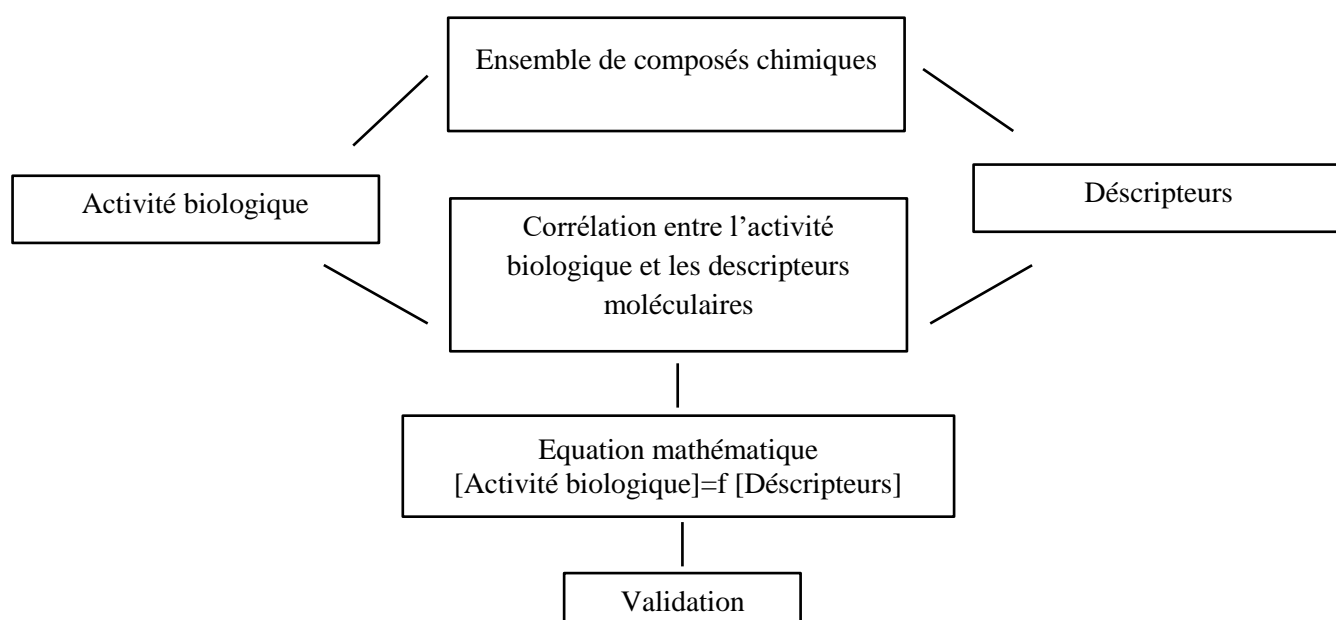 Ensemble de composés chimiques
Activité biologique
Déscripteurs
Corrélation entre l’activité
biologique et les descripteurs
moléculaires
Equation mathématique
[Activité biologique]=f [Déscripteurs]
Validation